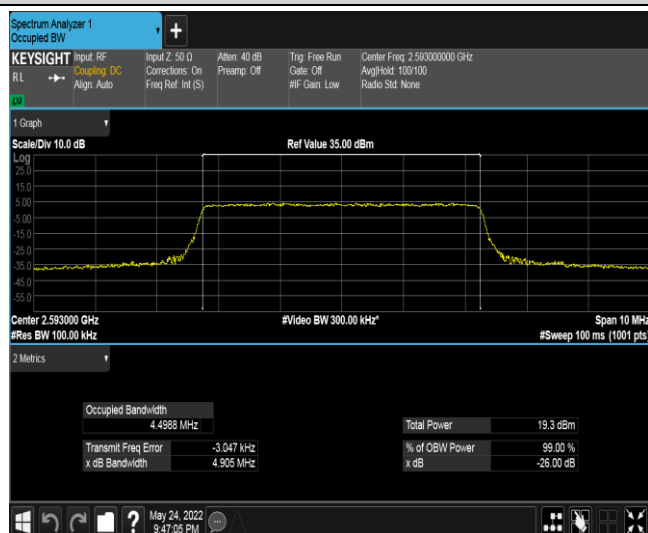 Spectrum Analyzer 1
Occupied BW
+
KEYSIGHT Input: RF Input Z: 50 Ω Atten: 40 dB Trig: Free Run Center Freq: 2.593000000 GHz
RL Coupling: DC Corrections: On Preamp: Off Gate: Off Avg|Hold: 100/100
Align: Auto Freq Ref: Int (S) #IF Gain: Low Radio Std: None
LXI
1 Graph
Scale/Div 10.0 dB Ref Value 35.00 dBm
Log
25.0
15.0
5.00
-5.00
-15.0
-25.0
-35.0
-45.0
-55.0
Center 2.593000 GHz #Video BW 300.00 kHz* Span 10 MHz
#Res BW 100.00 kHz #Sweep 100 ms (1001 pts)
2 Metrics
Occupied Bandwidth
4.4988 MHz Total Power 19.3 dBm
Transmit Freq Error -3.047 kHz % of OBW Power 99.00 %
x dB Bandwidth 4.905 MHz x dB -26.00 dB
? May 24, 2022
9:47:05 PM